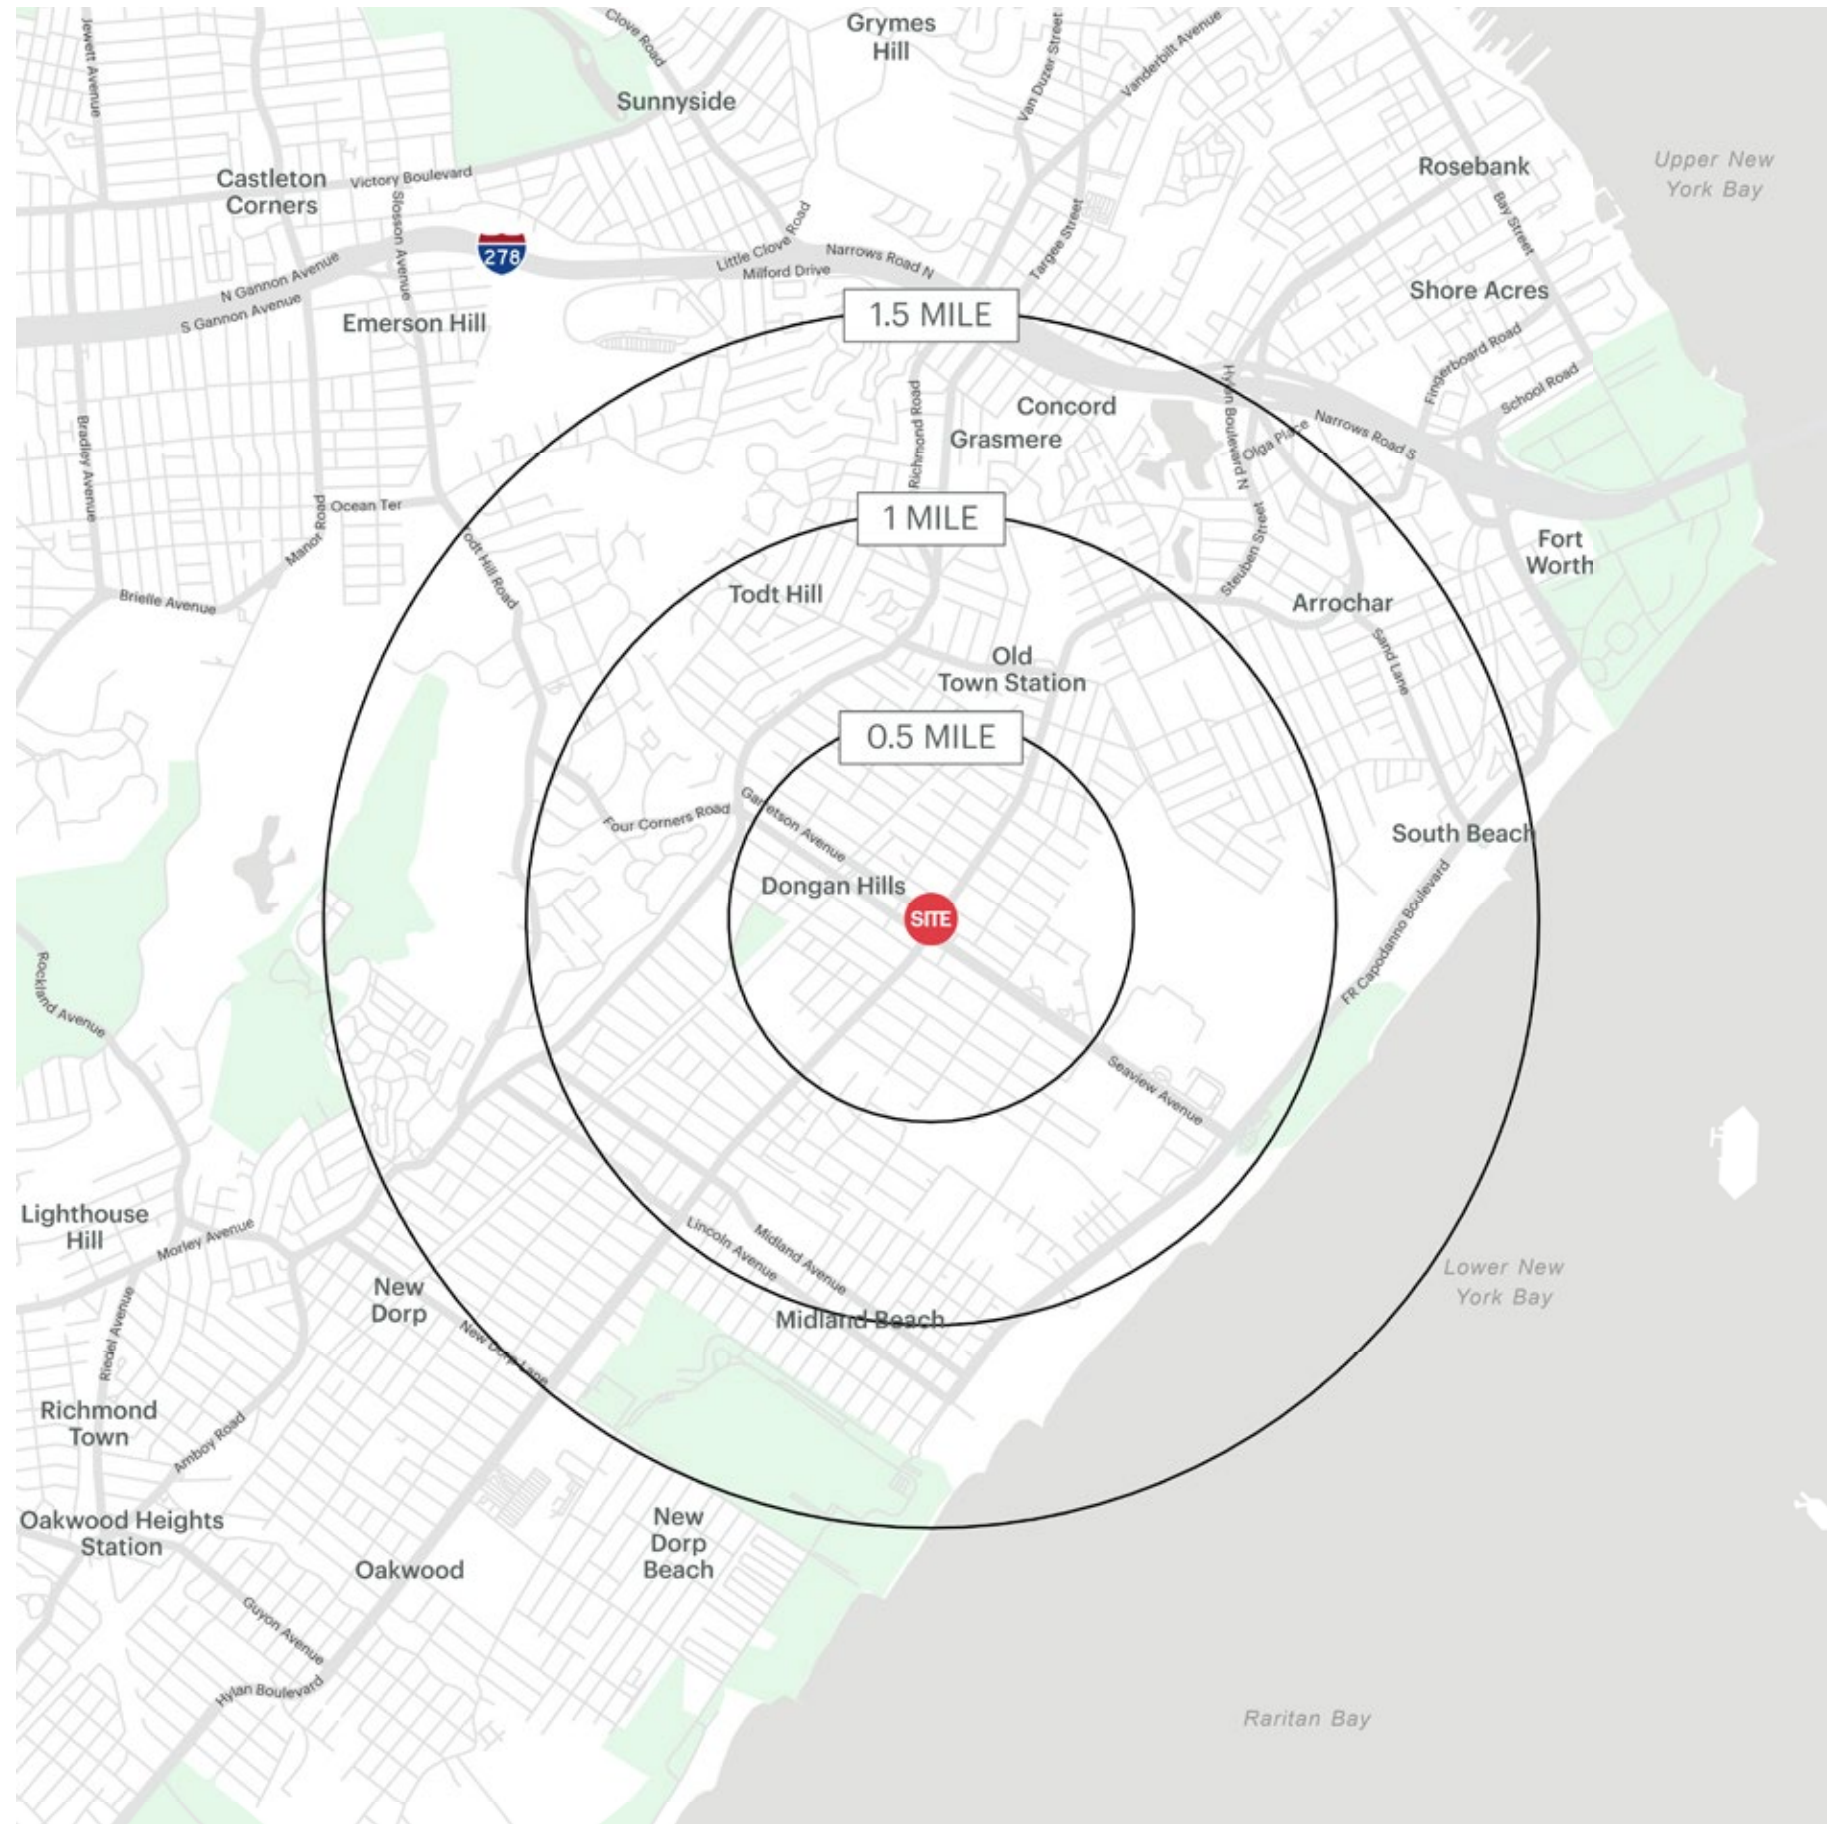 Grymes
Hill
Jewett Avenue
Clove Road
Van Duzer Street
Vanderbilt Avenue
Sunnyside
Upper New
York Bay
Rosebank
Castleton
Corners
Victory Boulevard
Slosson Avenue
Bay Street
Little Clove Road
Narrows Road N
Milford Drive
Targee Street
278
N Gannon Avenue
S Gannon Avenue
Emerson Hill
Shore Acres
1.5 MILE
Fingerboard Road
School Road
Richmond Road
Concord
Grasmere
Hylan Boulevard N
Olga Place
Narrows Road S
Bradley Avenue
Ocean Ter
Manor Road
1 MILE
Todt Hill Road
Steuben Street
Fort
Worth
Brielle Avenue
Todt Hill
Arrochar
Sand Lane
Old
Town Station
0.5 MILE
Garretson Avenue
Four Corners Road
South Beach
Dongan Hills
SITE
FR Capodanno Boulevard
Rockland Avenue
Seaview Avenue
Lighthouse
Hill
Morley Avenue
Lincoln Avenue
Midland Avenue
Lower New
York Bay
New
Dorp
Riedel Avenue
Midland Beach
New Dorp Lane
Richmond
Town
Amboy Road
Oakwood Heights
Station
New
Dorp
Beach
Oakwood
Guyon Avenue
Hylan Boulevard
Raritan Bay